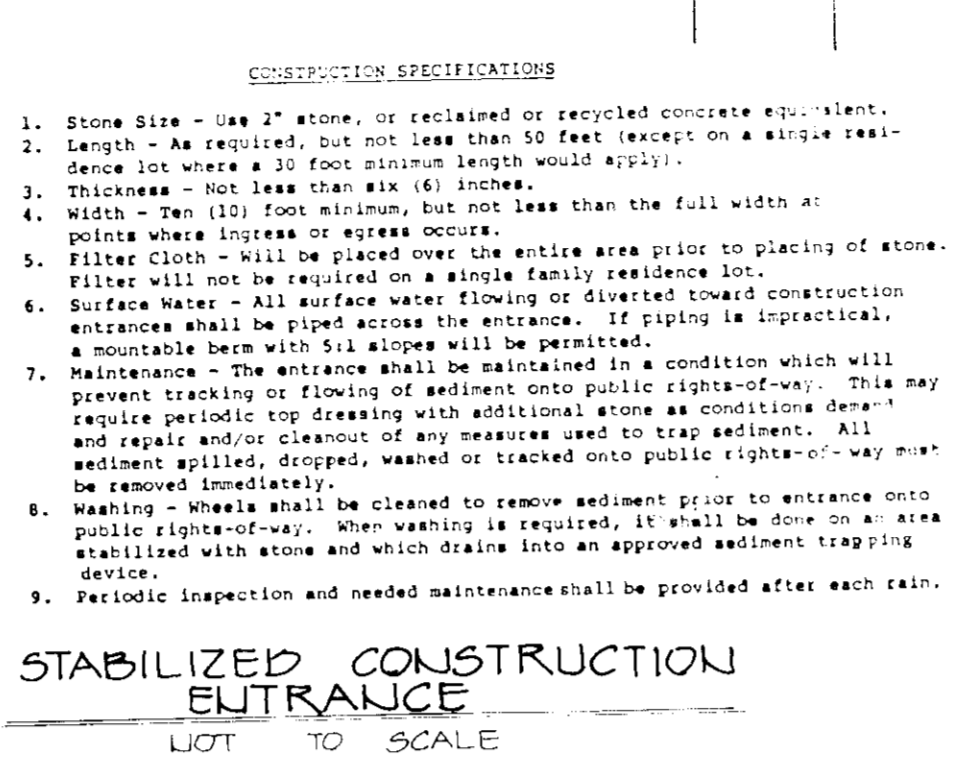 CONSTRUCTION SPECIFICATIONS
1. Stone Size - Use 2" stone, or reclaimed or recycled concrete equivalent.
2. Length - As required, but not less than 50 feet (except on a single resi-
dence lot where a 30 foot minimum length would apply).
3. Thickness - Not less than six (6) inches.
4. Width - Ten (10) foot minimum, but not less than the full width at
points where ingress or egress occurs.
5. Filter Cloth - Will be placed over the entire area prior to placing of stone.
Filter will not be required on a single family residence lot.
6. Surface Water - All surface water flowing or diverted toward construction
entrances shall be piped across the entrance. If piping is impractical,
a mountable berm with 5:1 slopes will be permitted.
7. Maintenance - The entrance shall be maintained in a condition which will
prevent tracking or flowing of sediment onto public rights-of-way. This may
require periodic top dressing with additional stone as conditions demand
and repair and/or cleanout of any measures used to trap sediment. All
sediment spilled, dropped, washed or tracked onto public rights-of-way must
be removed immediately.
8. Washing - Wheels shall be cleaned to remove sediment prior to entrance onto
public rights-of-way. When washing is required, it shall be done on an area
stabilized with stone and which drains into an approved sediment trapping
device.
9. Periodic inspection and needed maintenance shall be provided after each rain.
STABILIZED CONSTRUCTION
ENTRANCE
NOT TO SCALE